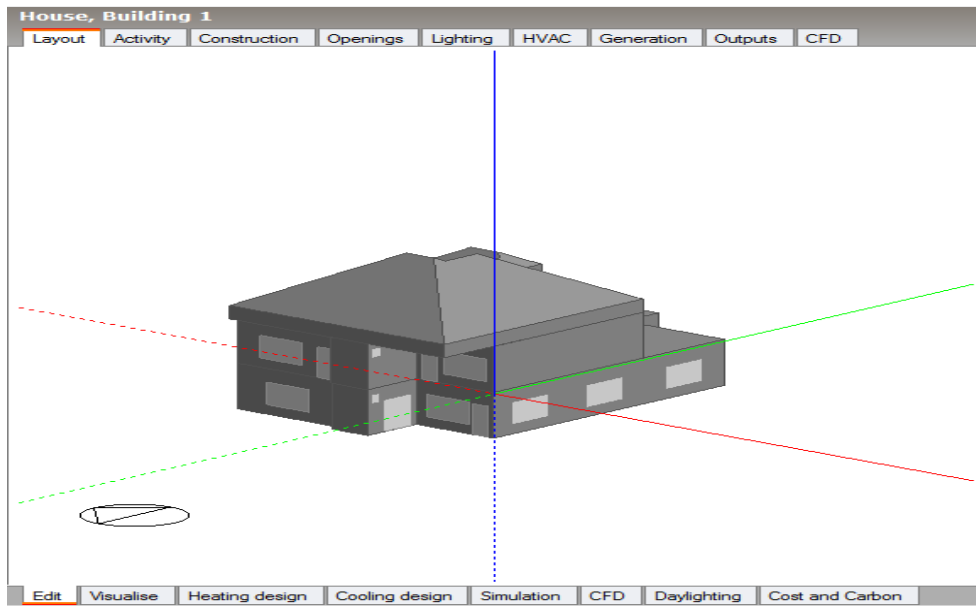 House, Building 1
Layout Activity Construction Openings Lighting HVAC Generation Outputs CFD
Edit Visualise Heating design Cooling design Simulation CFD Daylighting Cost and Carbon